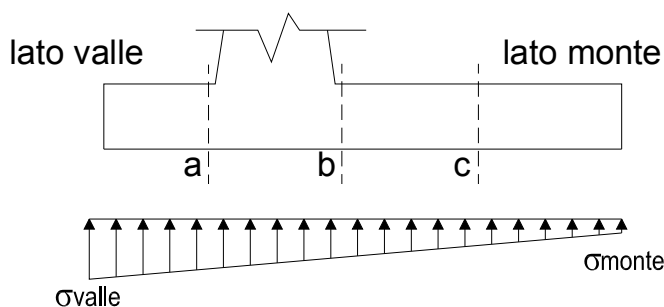 lato valle
lato monte
a
b
c
σvalle
σmonte